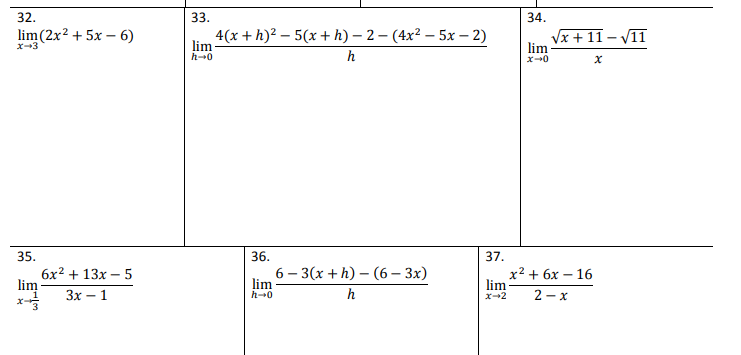 32.
lim x→3 (2x² + 5x − 6)
33.
lim h→0 (4(x + h)² − 5(x + h) − 2 − (4x² − 5x − 2))/h
34.
lim x→0 (√x + 11 − √11)/x
35.
lim x→1/3 (6x² + 13x − 5)/(3x − 1)
36.
lim h→0 (6 − 3(x + h) − (6 − 3x))/h
37.
lim x→2 (x² + 6x − 16)/(2 − x)